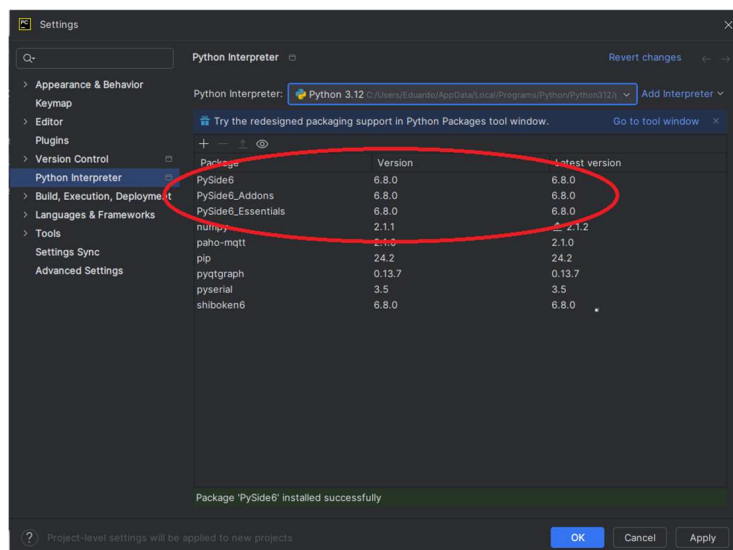 PC Settings
Python Interpreter Revert changes
Appearance & Behavior
Keymap
Editor
Plugins
Version Control
Python Interpreter
Build, Execution, Deployment
Languages & Frameworks
Tools
Settings Sync
Advanced Settings
Python Interpreter: Python 3.12 C:/Users/Eduardo/AppData/Local/Programs/Python/Python312/ Add Interpreter
Try the redesigned packaging support in Python Packages tool window. Go to tool window
Package Version Latest version
PySide6 6.8.0 6.8.0
PySide6_Addons 6.8.0 6.8.0
PySide6_Essentials 6.8.0 6.8.0
numpy 2.1.1 2.1.2
paho-mqtt 2.1.0 2.1.0
pip 24.2 24.2
pyqtgraph 0.13.7 0.13.7
pyserial 3.5 3.5
shiboken6 6.8.0 6.8.0
Package 'PySide6' installed successfully
? Project-level settings will be applied to new projects
OK Cancel Apply